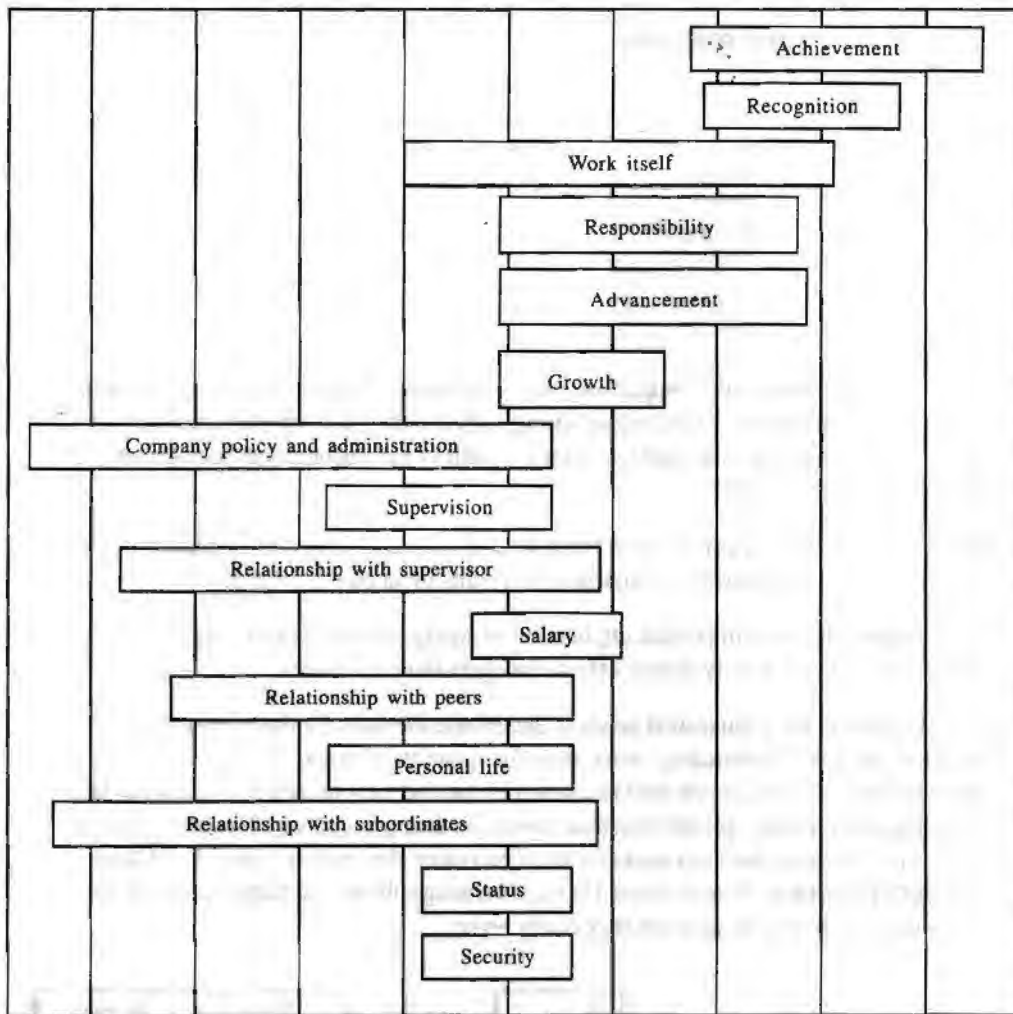 Achievement
Recognition
Work itself
Responsibility
Advancement
Growth
Company policy and administration
Supervision
Relationship with supervisor
Salary
Relationship with peers
Personal life
Relationship with subordinates
Status
Security